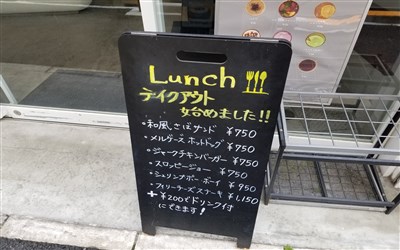 Lunch
テイクアウト
始めました!!
・和風さばサンド ¥750
・メルゲーズホットドッグ ¥750
・ジャークチキンバーガー ¥750
・スロッピージョー ¥750
・シュリンプポーボーイ ¥950
・フィリーチーズステーキ ¥1,150
+¥200でドリンク付
にできます!